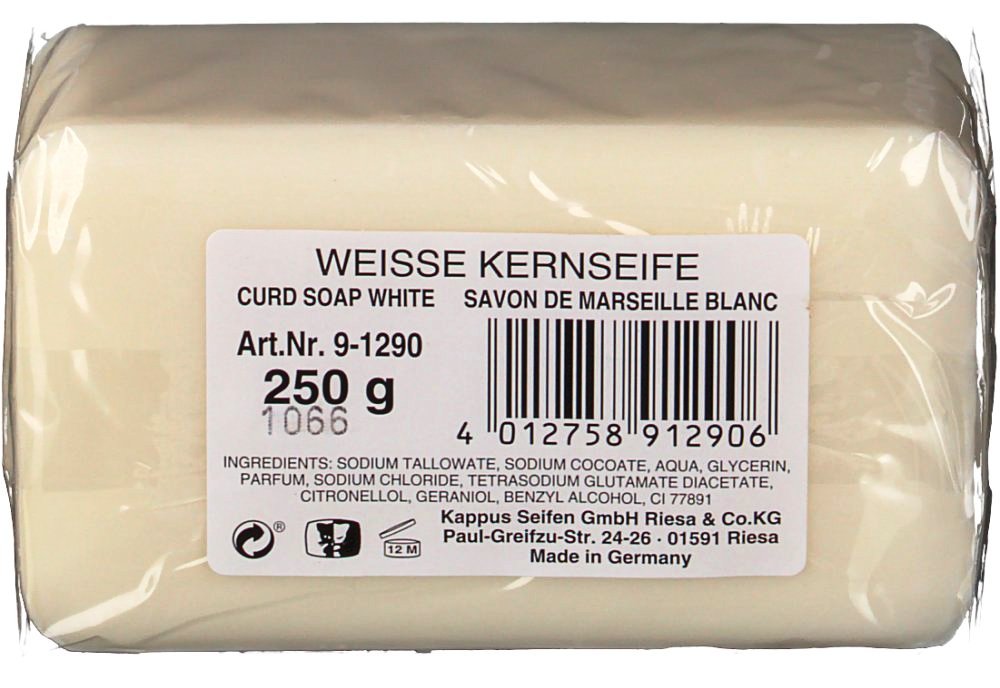 WEISSE KERNSEIFE
CURD SOAP WHITE SAVON DE MARSEILLE BLANC
Art.Nr. 9-1290
250 g
1066
4 012758 912906
INGREDIENTS: SODIUM TALLOWATE, SODIUM COCOATE, AQUA, GLYCERIN,
PARFUM, SODIUM CHLORIDE, TETRASODIUM GLUTAMATE DIACETATE,
CITRONELLOL, GERANIOL, BENZYL ALCOHOL, CI 77891
®
12 M
Kappus Seifen GmbH Riesa & Co.KG
Paul-Greifzu-Str. 24-26 · 01591 Riesa
Made in Germany